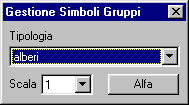 Gestione Simboli Gruppi
Tipologia
alberi
Scala 1 Alfa